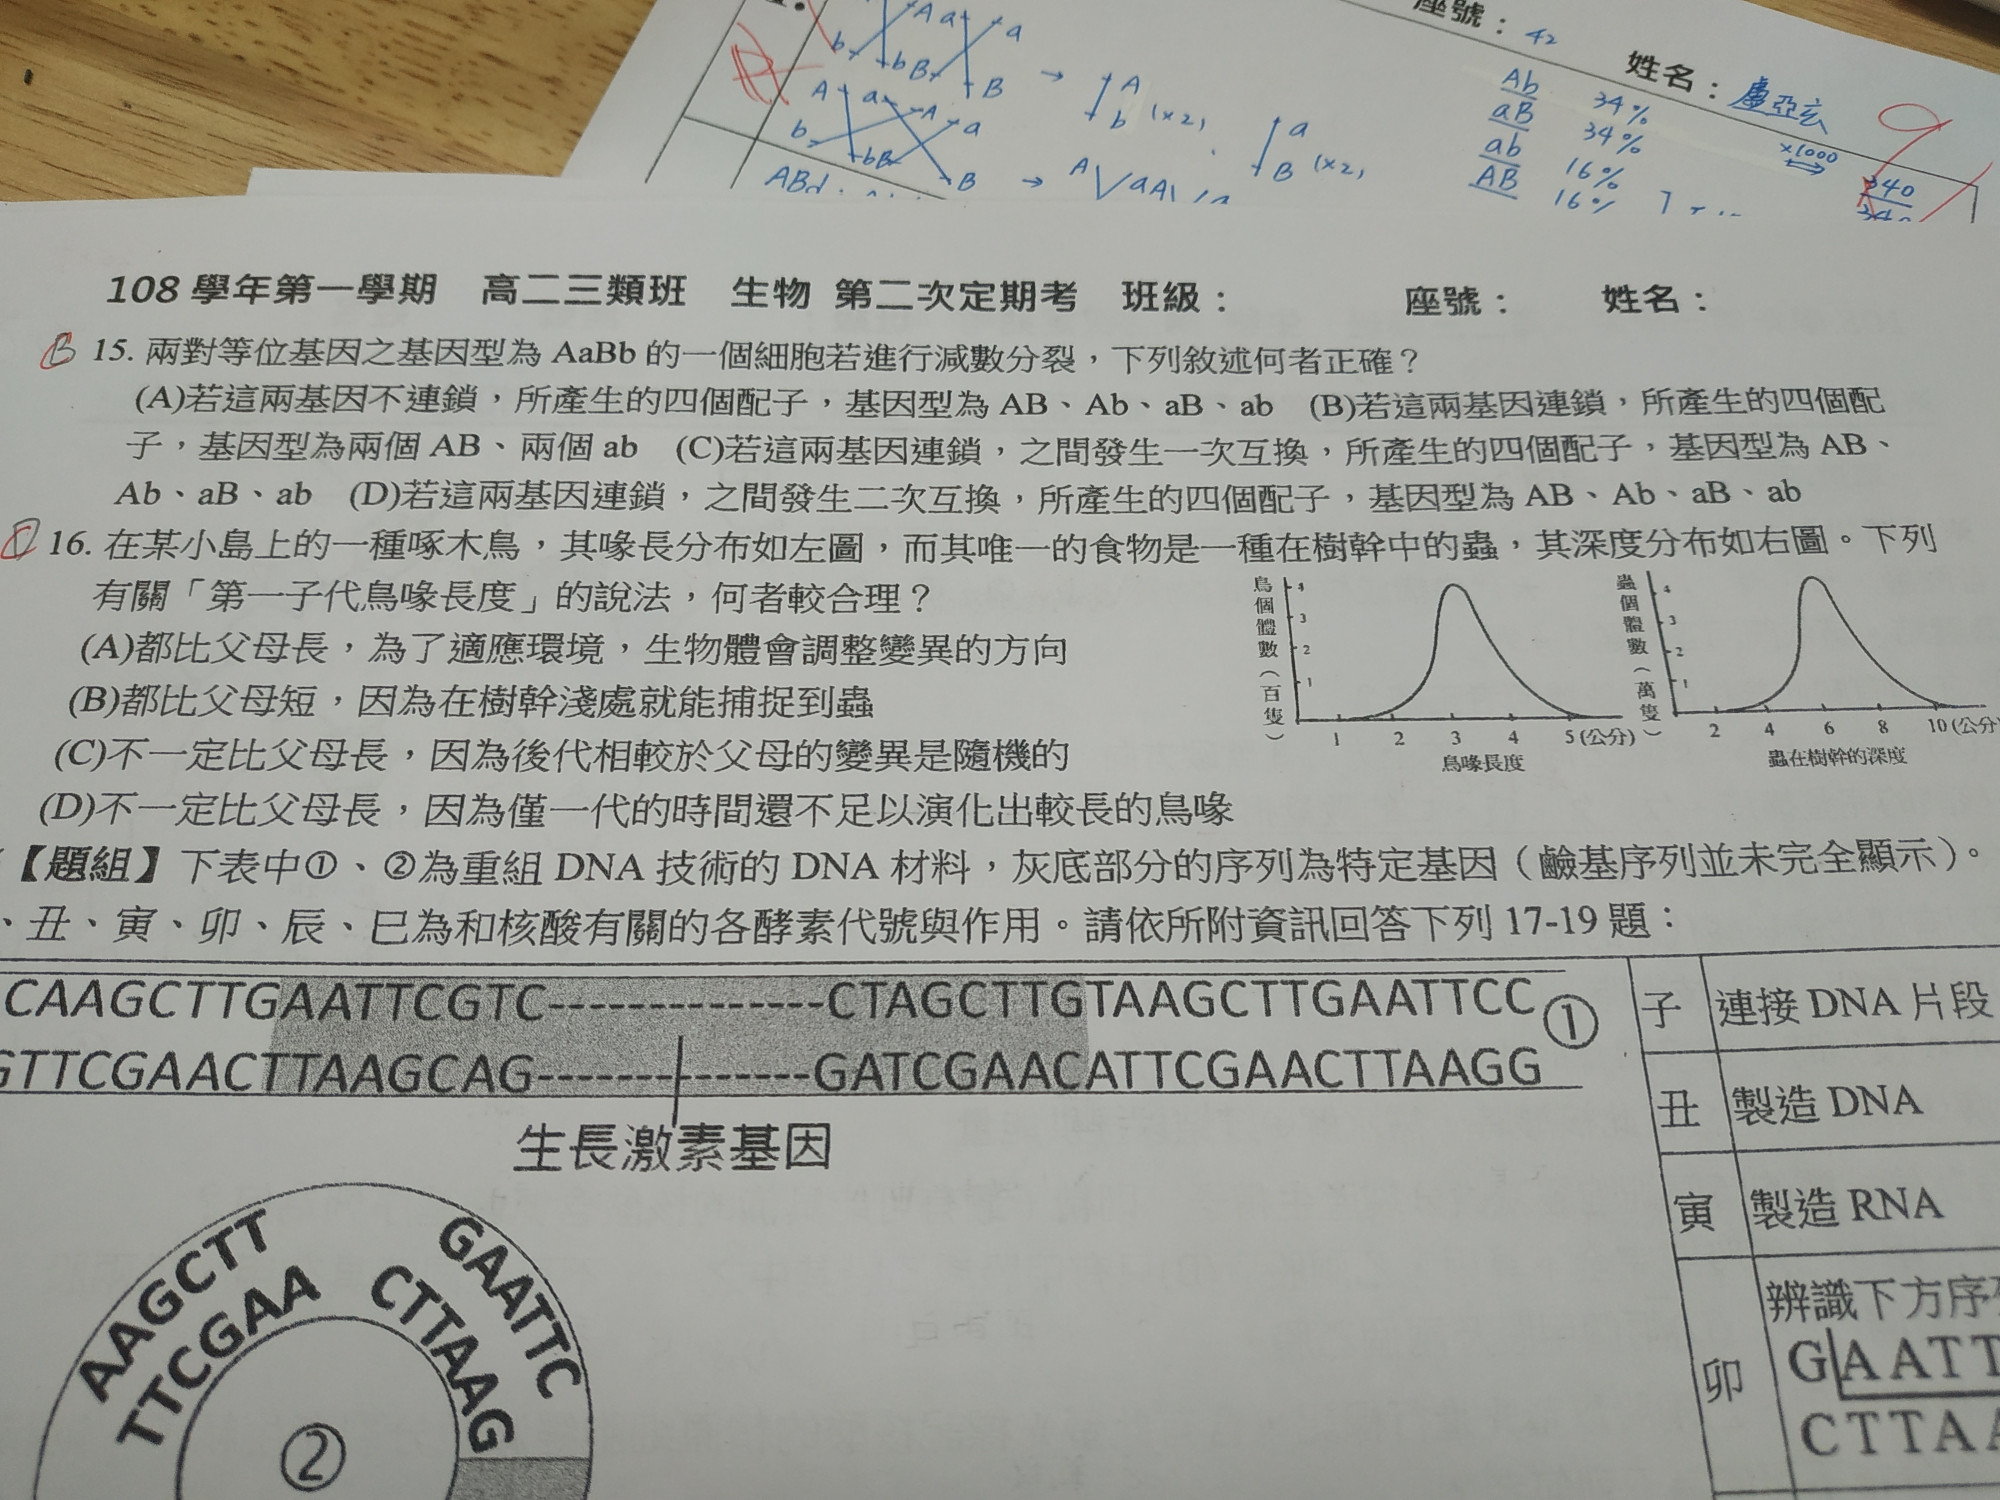 座號：42 姓名：盧亞玄
A a a
b bB B → A b (×2), a B (×2)
A a A a
b bB B →
Ab 34%
aB 34%
ab 16%
AB 16%
×1000
340
108 學年第一學期 高二三類班 生物 第二次定期考 班級： 座號： 姓名：
B 15. 兩對等位基因之基因型為 AaBb 的一個細胞若進行減數分裂，下列敘述何者正確？
(A)若這兩基因不連鎖，所產生的四個配子，基因型為 AB、Ab、aB、ab (B)若這兩基因連鎖，所產生的四個配
子，基因型為兩個 AB、兩個 ab (C)若這兩基因連鎖，之間發生一次互換，所產生的四個配子，基因型為 AB、
Ab、aB、ab (D)若這兩基因連鎖，之間發生二次互換，所產生的四個配子，基因型為 AB、Ab、aB、ab
16. 在某小島上的一種啄木鳥，其喙長分布如左圖，而其唯一的食物是一種在樹幹中的蟲，其深度分布如右圖。下列
有關「第一子代鳥喙長度」的說法，何者較合理？
(A)都比父母長，為了適應環境，生物體會調整變異的方向
(B)都比父母短，因為在樹幹淺處就能捕捉到蟲
(C)不一定比父母長，因為後代相較於父母的變異是隨機的
(D)不一定比父母長，因為僅一代的時間還不足以演化出較長的鳥喙
鳥個體數（百隻）
4
3
2
1
1 2 3 4 5 (公分)
鳥喙長度
蟲個體數（萬隻）
4
3
2
1
2 4 6 8 10 (公分)
蟲在樹幹的深度
【題組】下表中①、②為重組 DNA 技術的 DNA 材料，灰底部分的序列為特定基因（鹼基序列並未完全顯示）。
、丑、寅、卯、辰、巳為和核酸有關的各酵素代號與作用。請依所附資訊回答下列 17-19 題：
CAAGCTTGAATTCGTC--------------CTAGCTTGTAAGCTTGAATTCC ①
GTTCGAACTTAAGCAG--------------GATCGAACATTCGAACTTAAGG
生長激素基因
AAGCTT GAATTC
TTCGAA CTTAAG
②
子 連接 DNA 片段
丑 製造 DNA
寅 製造 RNA
卯 辨識下方序
GAATT
CTTAA